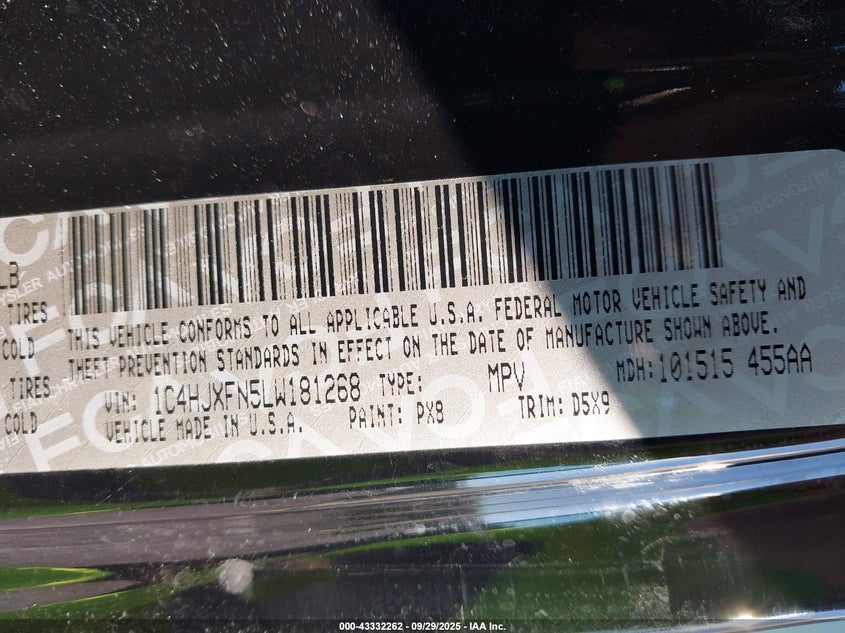 LB
TIRES
COLD
TIRES
COLD
THIS VEHICLE CONFORMS TO ALL APPLICABLE U.S.A. FEDERAL MOTOR VEHICLE SAFETY AND
THEFT PREVENTION STANDARDS IN EFFECT ON THE DATE OF MANUFACTURE SHOWN ABOVE.
VIN: 1C4HJXFN5LW181268 TYPE: MPV MDH:101515 455AA
VEHICLE MADE IN U.S.A. PAINT: PX8 TRIM: D5X9
000-43332262 - 09/29/2025 - IAA Inc.